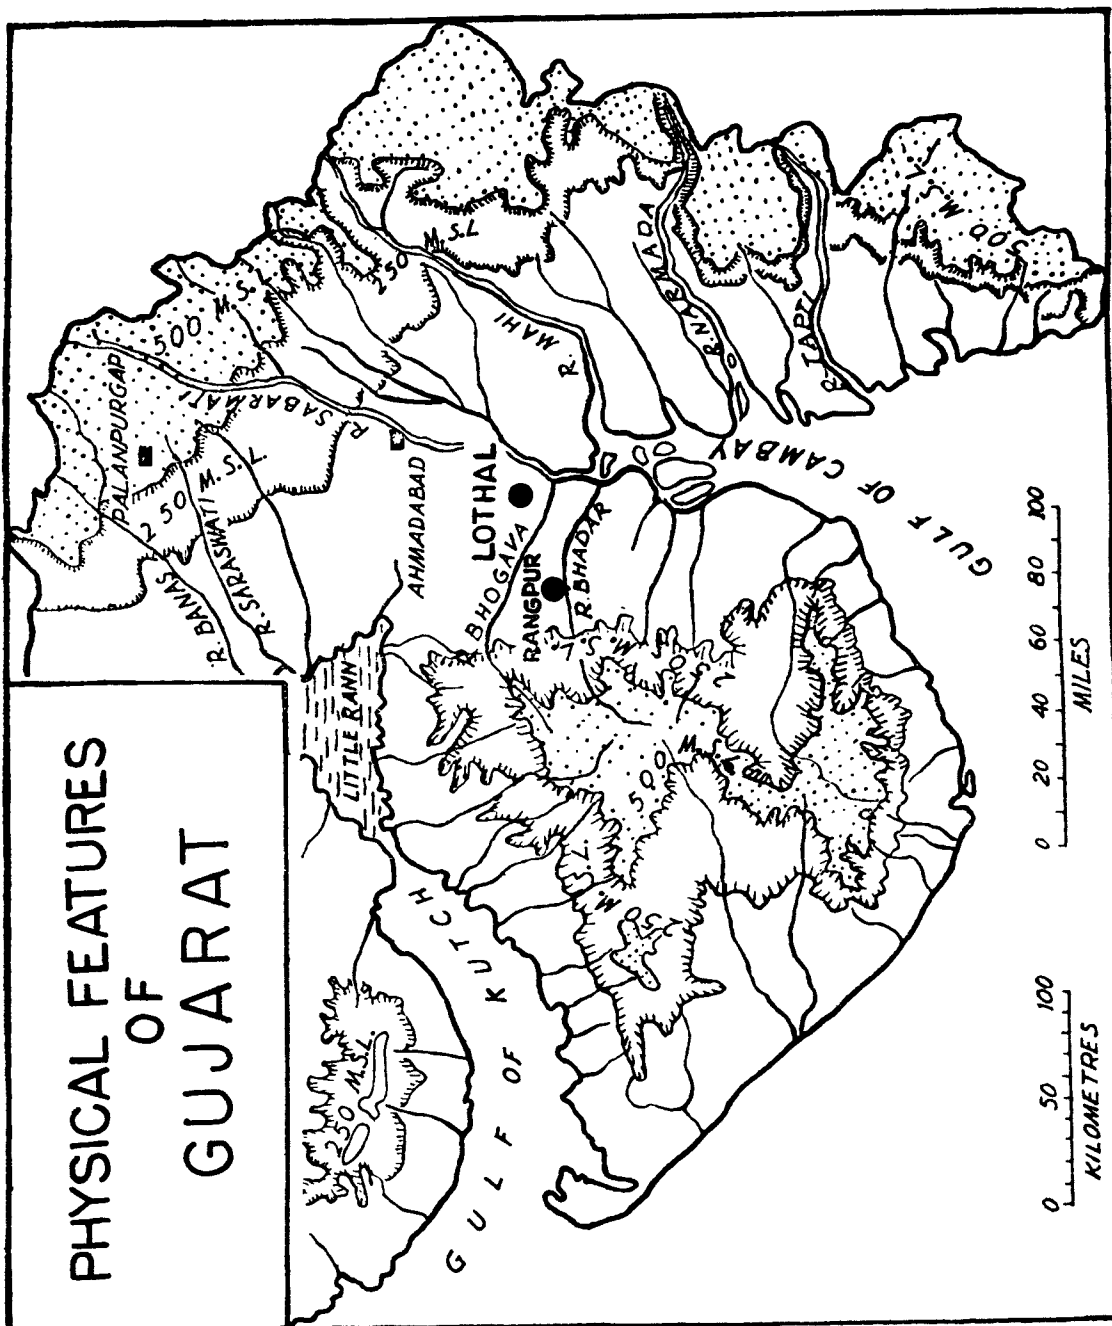 PHYSICAL FEATURES
OF
GUJARAT
PALANPURGAP
500 M.S.
250 M.S.L.
R. BANAS
R. SARASWATI
R. SABARMATI
AHMADABAD
250
M.S.L
R. MAHI
LITTLE RANN
LOTHAL
BHOGAVA
RANGPUR
R. BHADAR
R. NARMADA
R. TAPTI
500 M.S.L.
GULF OF CAMBAY
GULF OF KUTCH
250 M.S.L.
250 M.S.L.
500 M.S.L.
250 M.S.L.
0 50 100
KILOMETRES
0 20 40 60 80 100
MILES